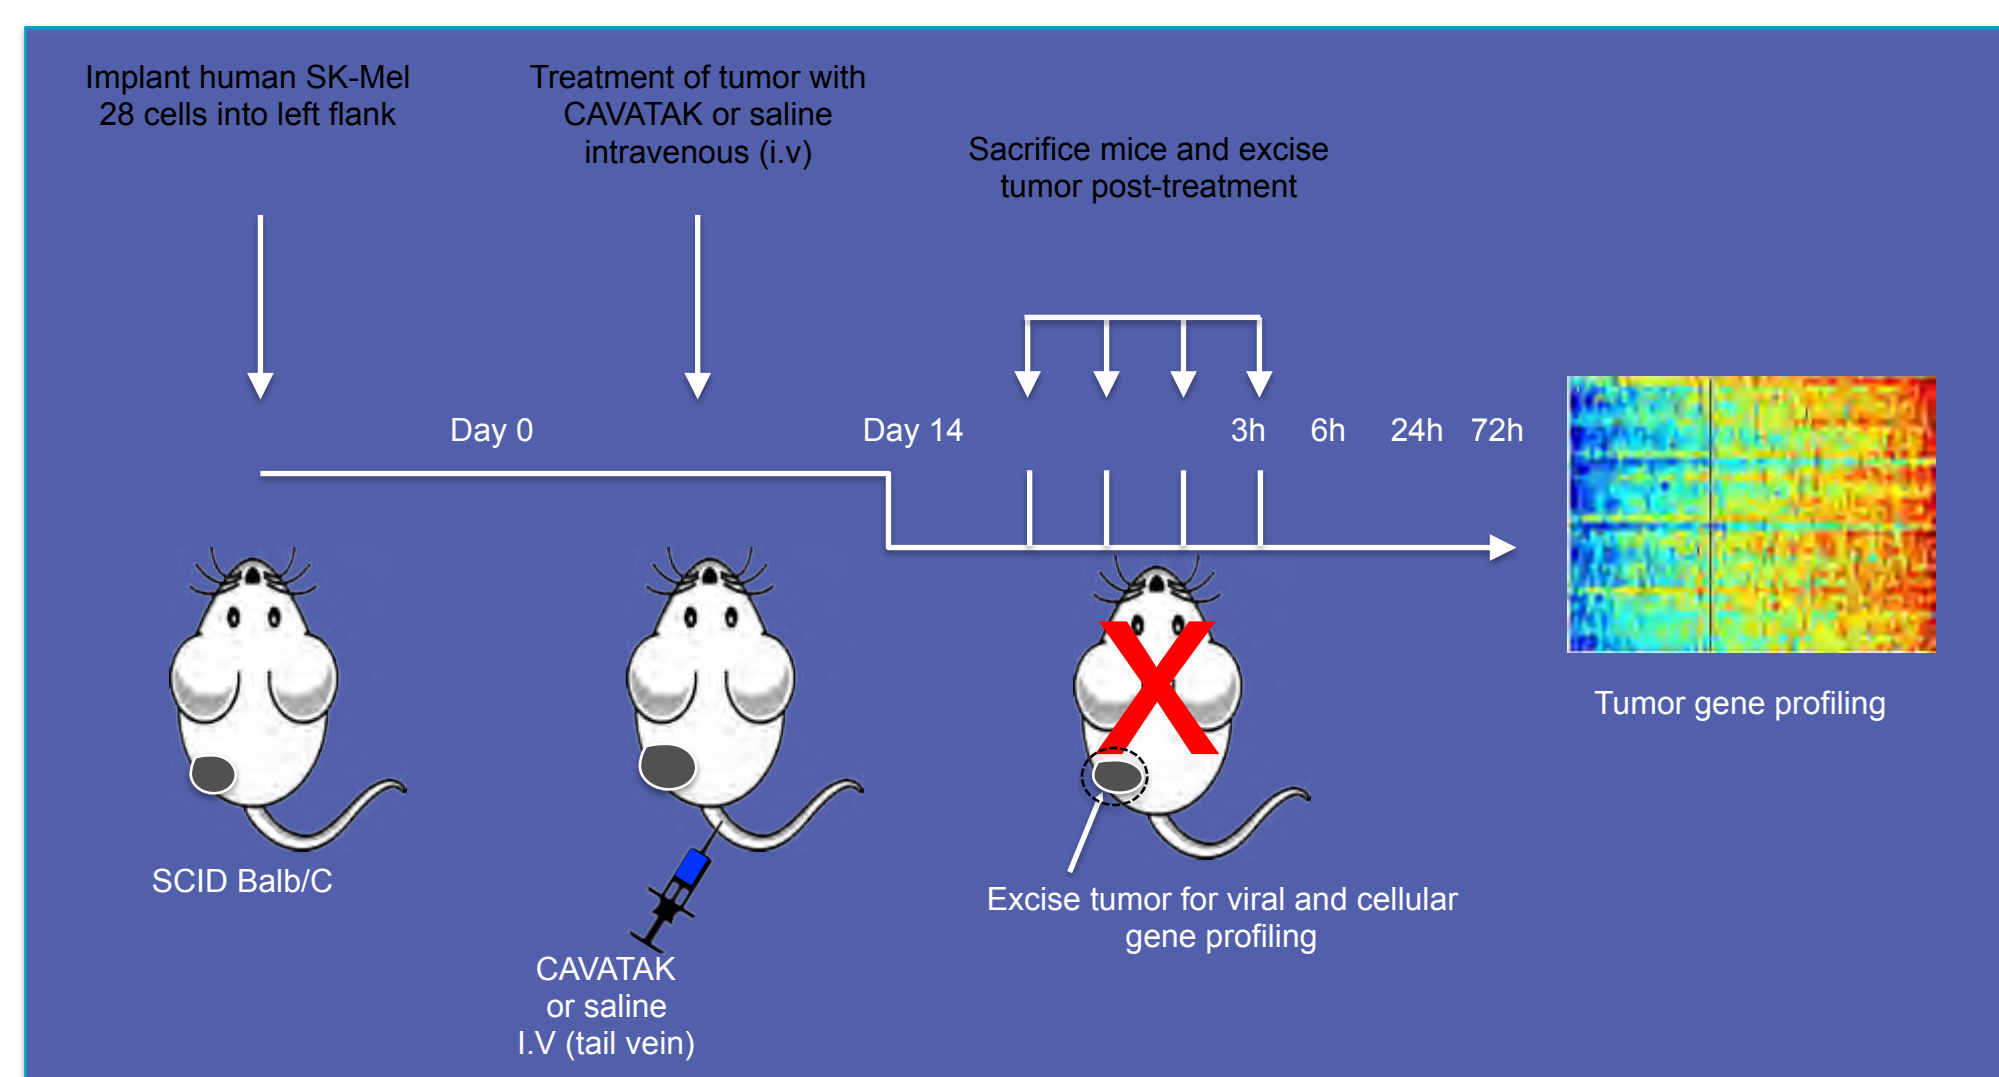 Implant human SK-Mel
28 cells into left flank
Treatment of tumor with
CAVATAK or saline
intravenous (i.v)
Sacrifice mice and excise
tumor post-treatment
Day 0
Day 14
3h
6h
24h
72h
SCID Balb/C
CAVATAK
or saline
I.V (tail vein)
Excise tumor for viral and cellular
gene profiling
Tumor gene profiling